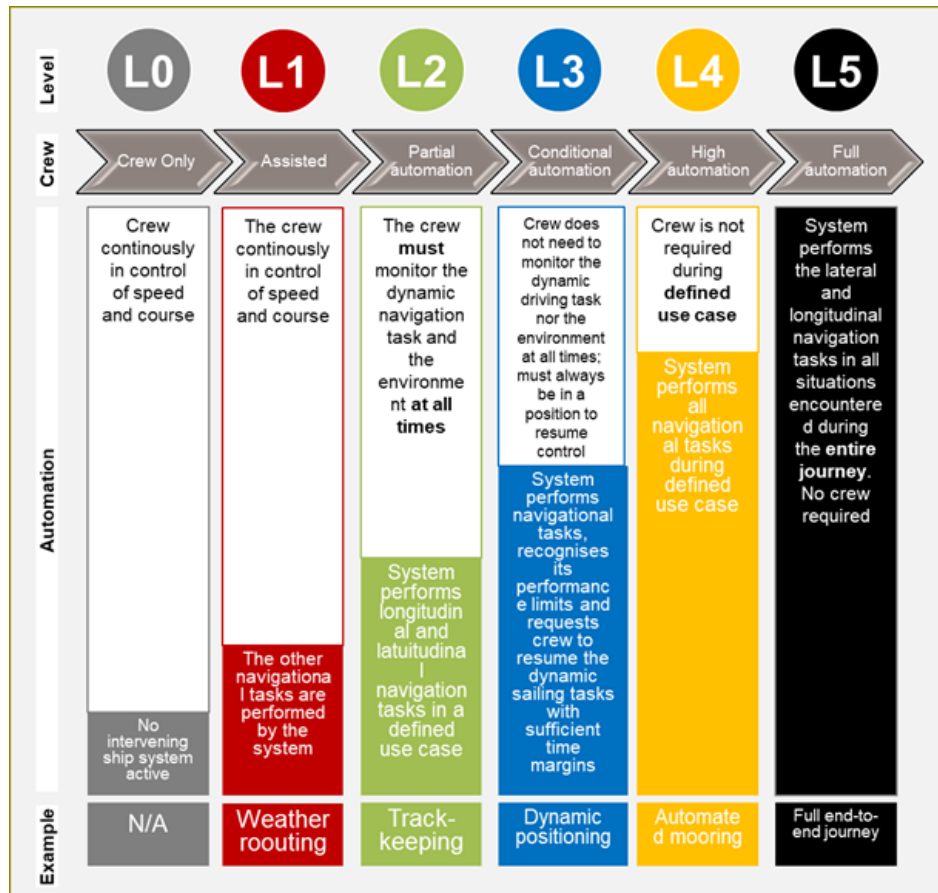 Level
L0
L1
L2
L3
L4
L5
Crew
Crew Only
Assisted
Partial
automation
Conditional
automation
High
automation
Full
automation
Automation
Crew
continously
in control
of speed
and course
No
intervening
ship system
active
The crew
continously
in control
of speed
and course
The other
navigationa
l tasks are
performed
by the
system
The crew
must
monitor the
dynamic
navigation
task and
the
environme
nt at all
times
System
performs
longitudin
al and
latuitudina
l
navigation
tasks in a
defined
use case
Crew does
not need to
monitor the
dynamic
driving task
nor the
environment
at all times;
must always
be in a
position to
resume
control
System
performs
navigational
tasks,
recognises
its
performanc
e limits and
requests
crew to
resume the
dynamic
sailing tasks
with
sufficient
time
margins
Crew is not
required
during
defined
use case
System
performs
all
navigation
al tasks
during
defined
use case
System
performs
the lateral
and
longitudinal
navigation
tasks in all
situations
encountere
d during
the entire
journey.
No crew
required
Example
N/A
Weather
roouting
Track-
keeping
Dynamic
positioning
Automate
d mooring
Full end-to-
end journey